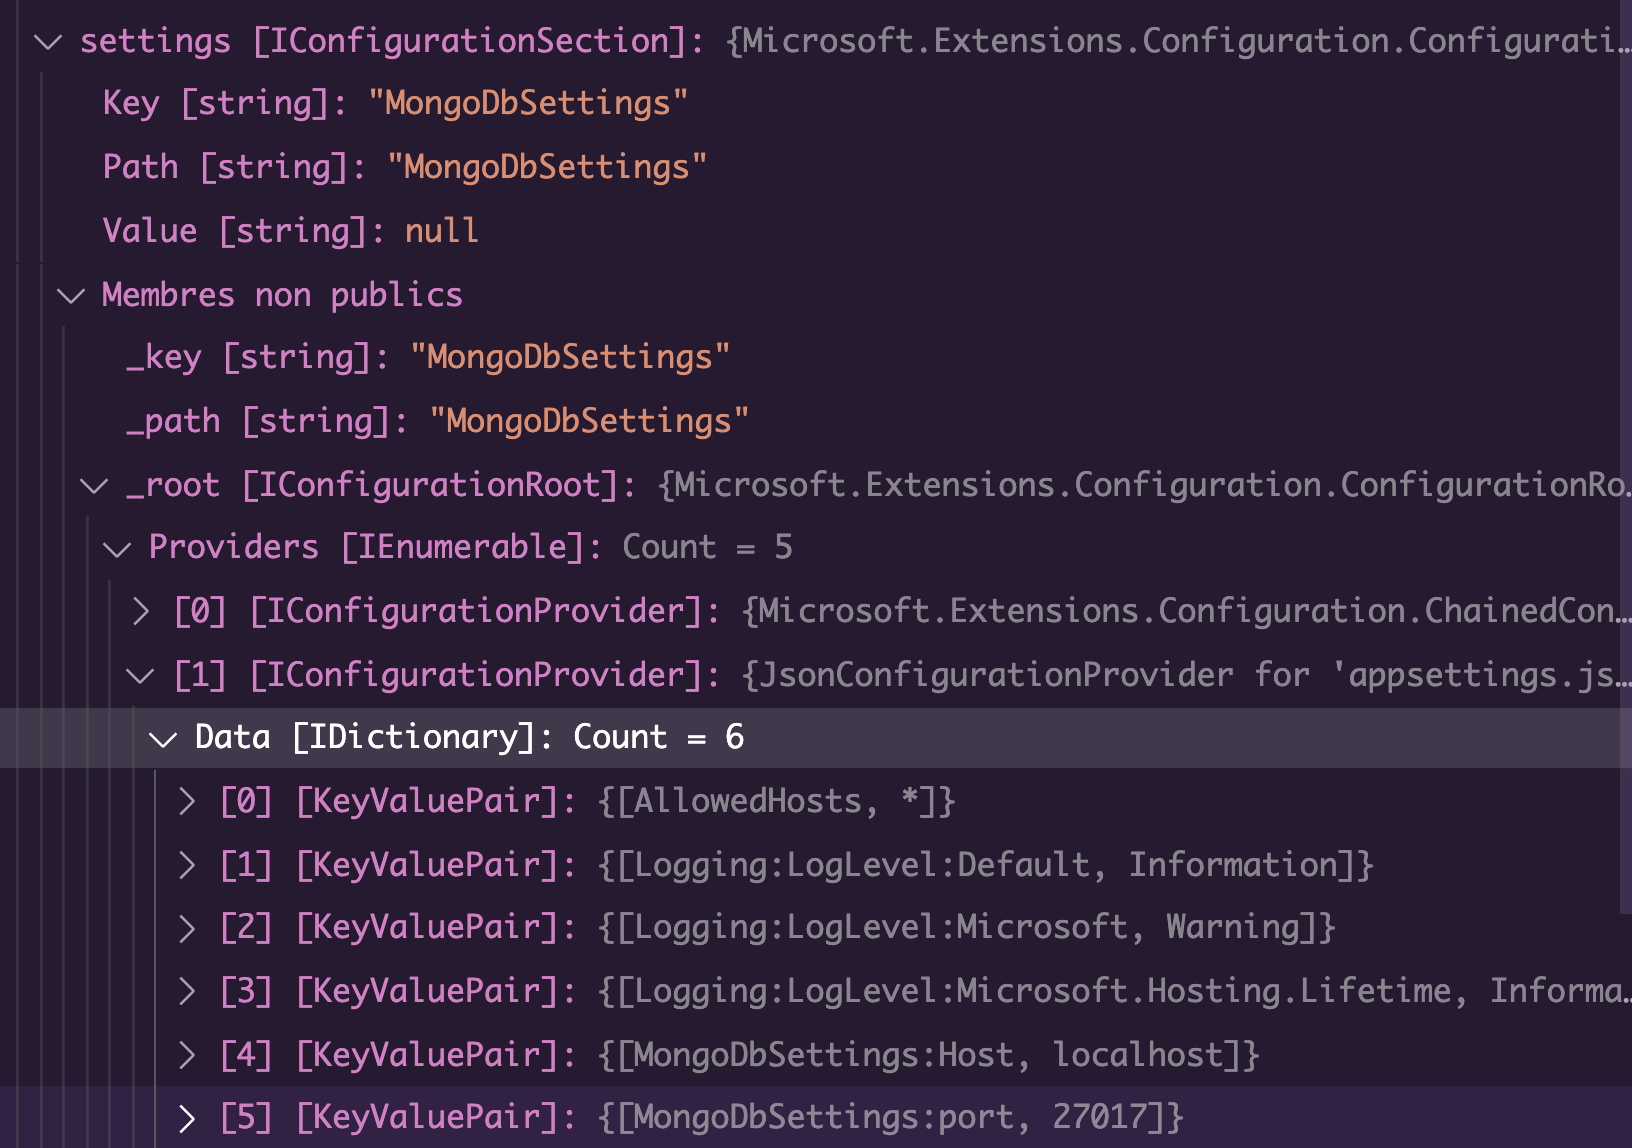 settings [IConfigurationSection]: {Microsoft.Extensions.Configuration.Configurati…
Key [string]: "MongoDbSettings"
Path [string]: "MongoDbSettings"
Value [string]: null
Membres non publics
_key [string]: "MongoDbSettings"
_path [string]: "MongoDbSettings"
_root [IConfigurationRoot]: {Microsoft.Extensions.Configuration.ConfigurationRo…
Providers [IEnumerable]: Count = 5
[0] [IConfigurationProvider]: {Microsoft.Extensions.Configuration.ChainedCon…
[1] [IConfigurationProvider]: {JsonConfigurationProvider for 'appsettings.js…
Data [IDictionary]: Count = 6
[0] [KeyValuePair]: {[AllowedHosts, *]}
[1] [KeyValuePair]: {[Logging:LogLevel:Default, Information]}
[2] [KeyValuePair]: {[Logging:LogLevel:Microsoft, Warning]}
[3] [KeyValuePair]: {[Logging:LogLevel:Microsoft.Hosting.Lifetime, Informa…
[4] [KeyValuePair]: {[MongoDbSettings:Host, localhost]}
[5] [KeyValuePair]: {[MongoDbSettings:port, 27017]}